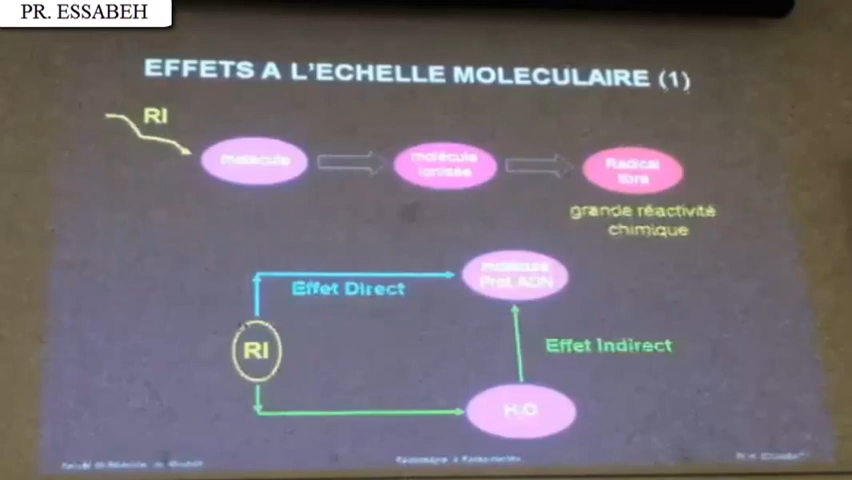 PR. ESSABEH
EFFETS A L'ECHELLE MOLECULAIRE (1)
RI
molécule
molécule
ionisée
Radical
libre
grande réactivité
chimique
molécule
Prot. ADN
Effet Direct
RI
Effet Indirect
H₂O